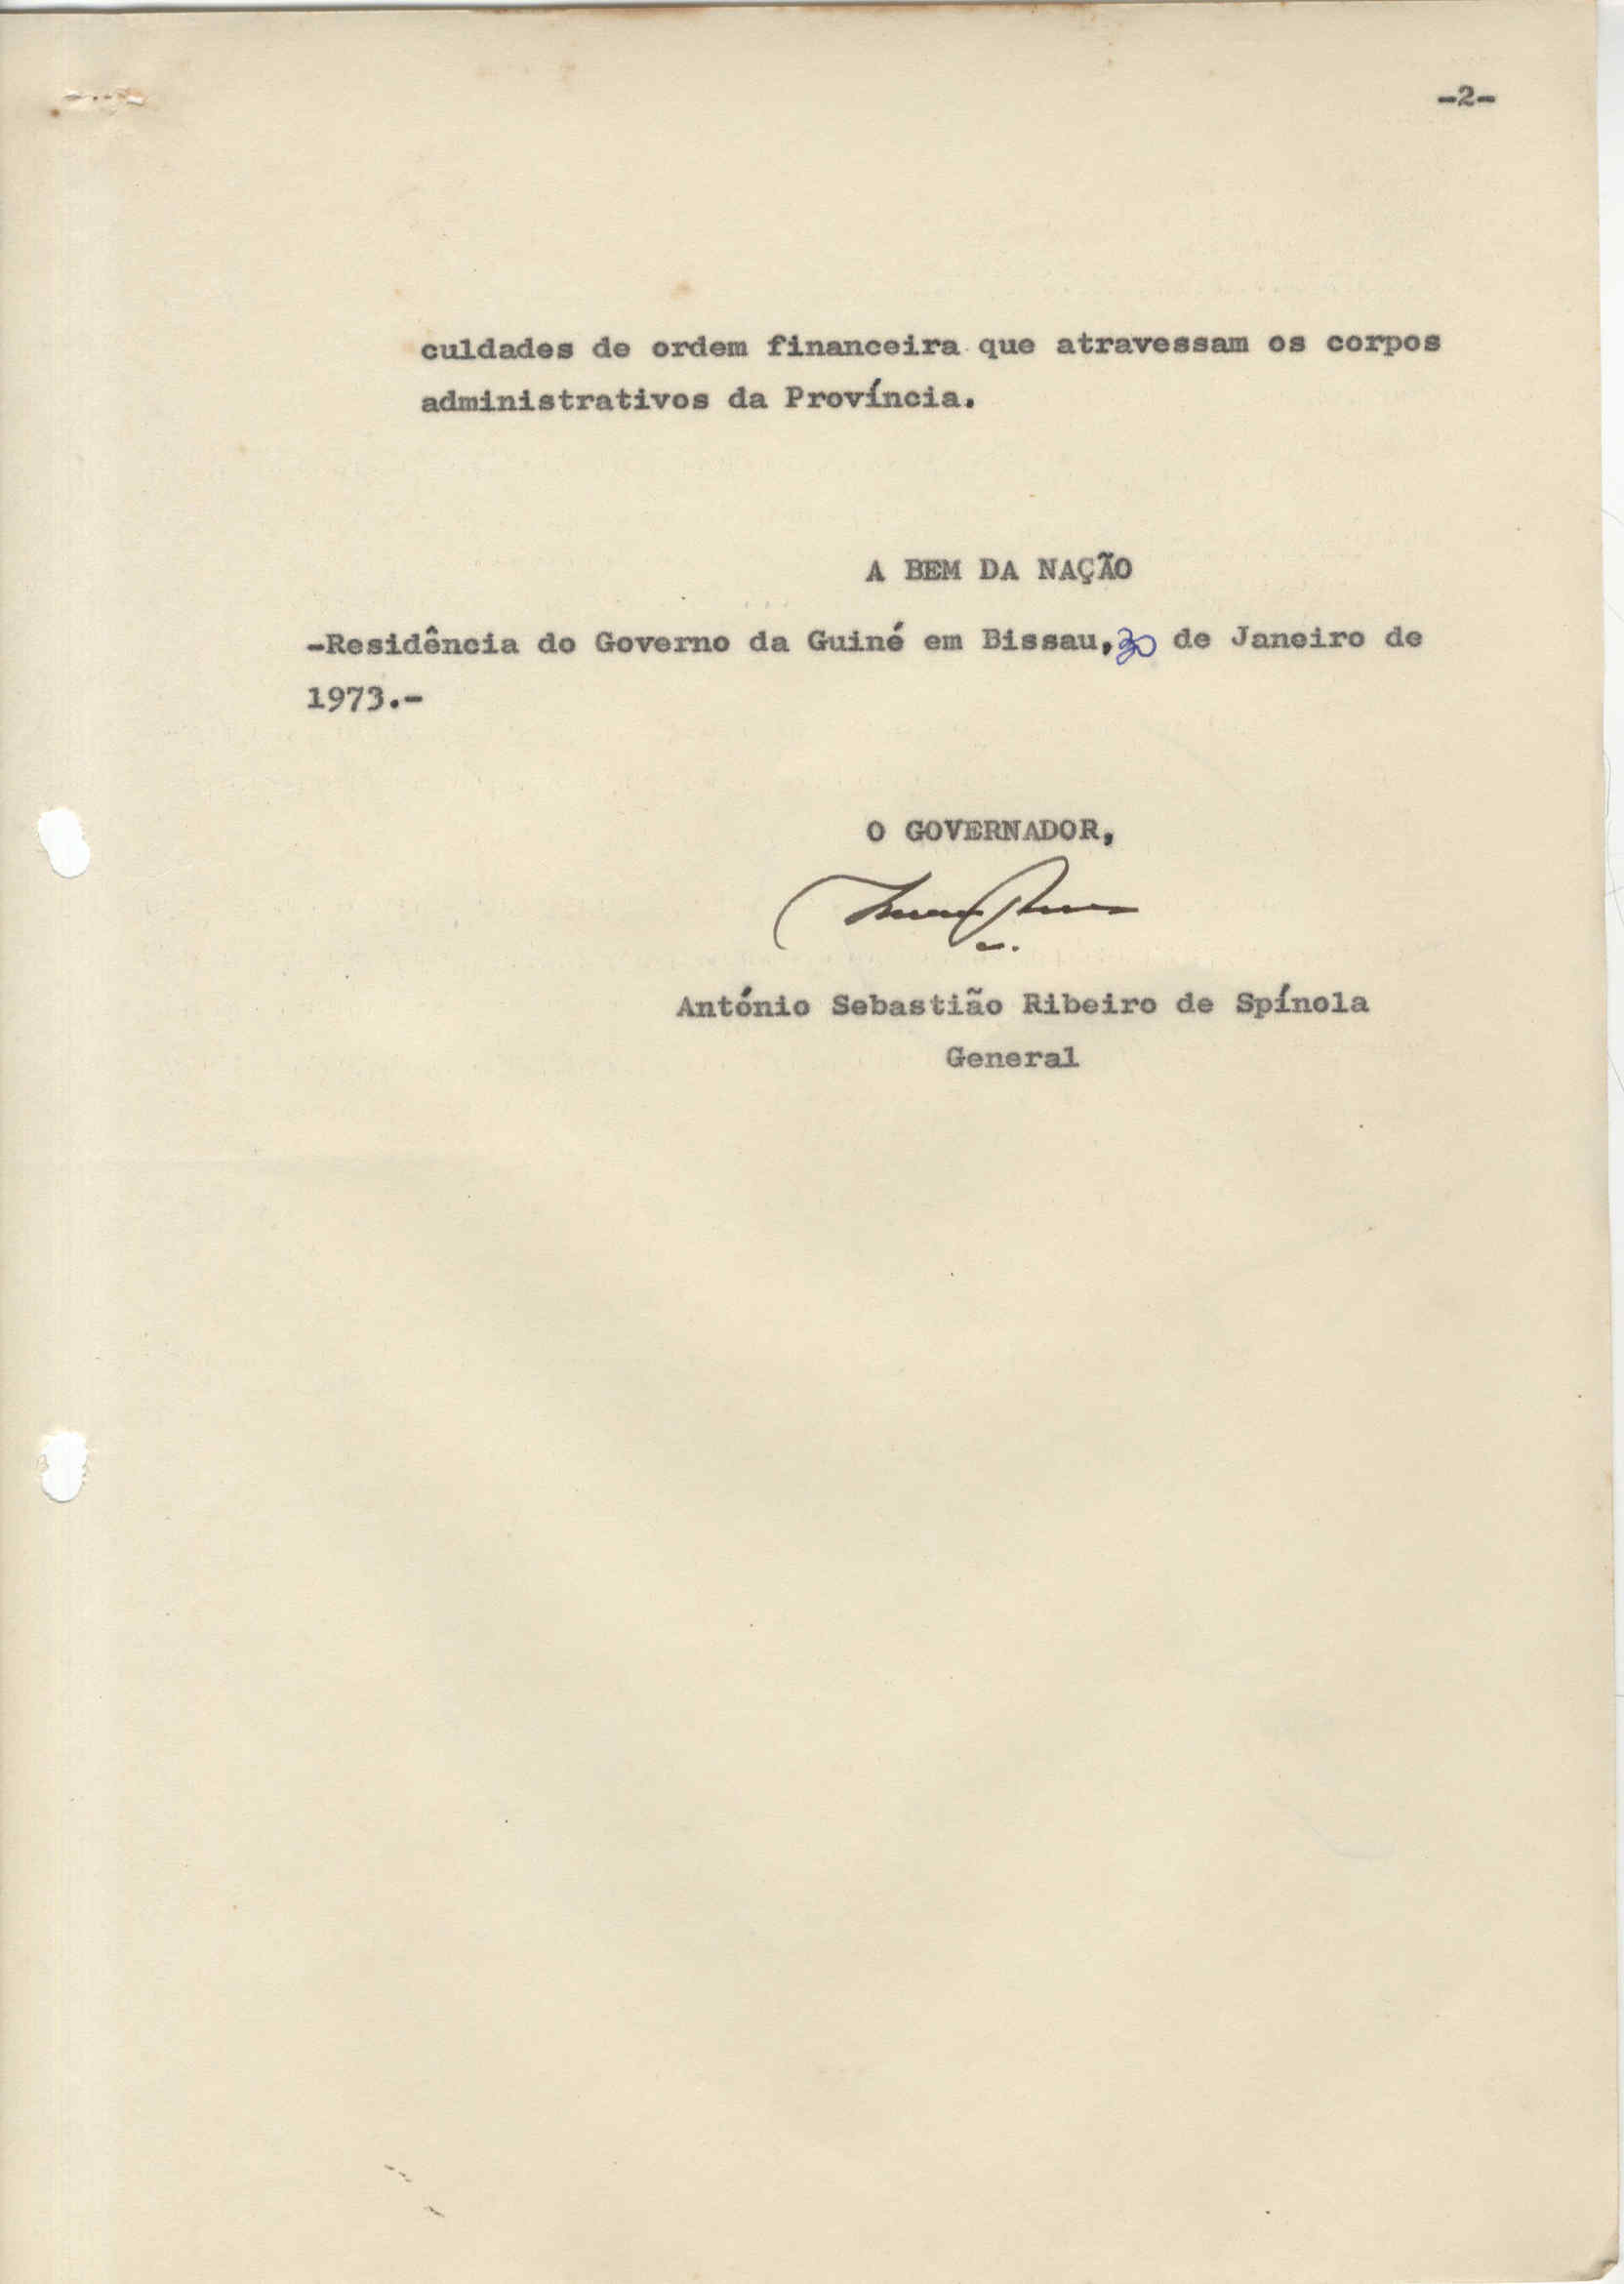 -2-
culdades de ordem financeira que atravessam os corpos
administrativos da Província.
A BEM DA NAÇÃO
-Residência do Governo da Guiné em Bissau, 30 de Janeiro de
1973.-
O GOVERNADOR,
António Sebastião Ribeiro de Spínola
General